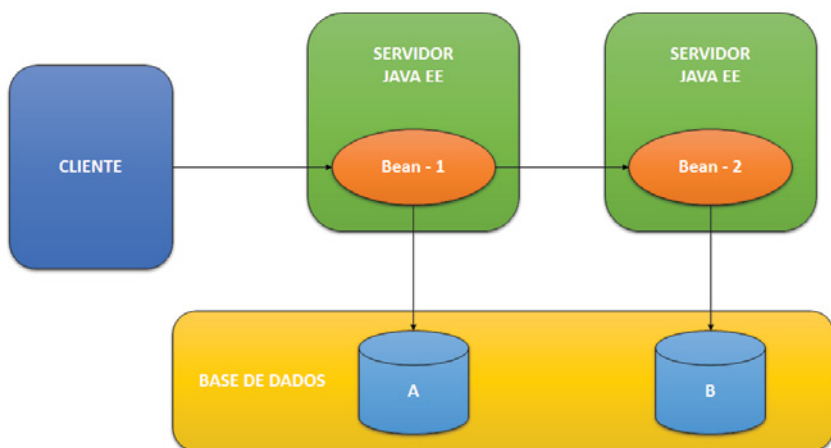 SERVIDOR
JAVA EE
SERVIDOR
JAVA EE
CLIENTE
Bean - 1
Bean - 2
BASE DE DADOS
A
B